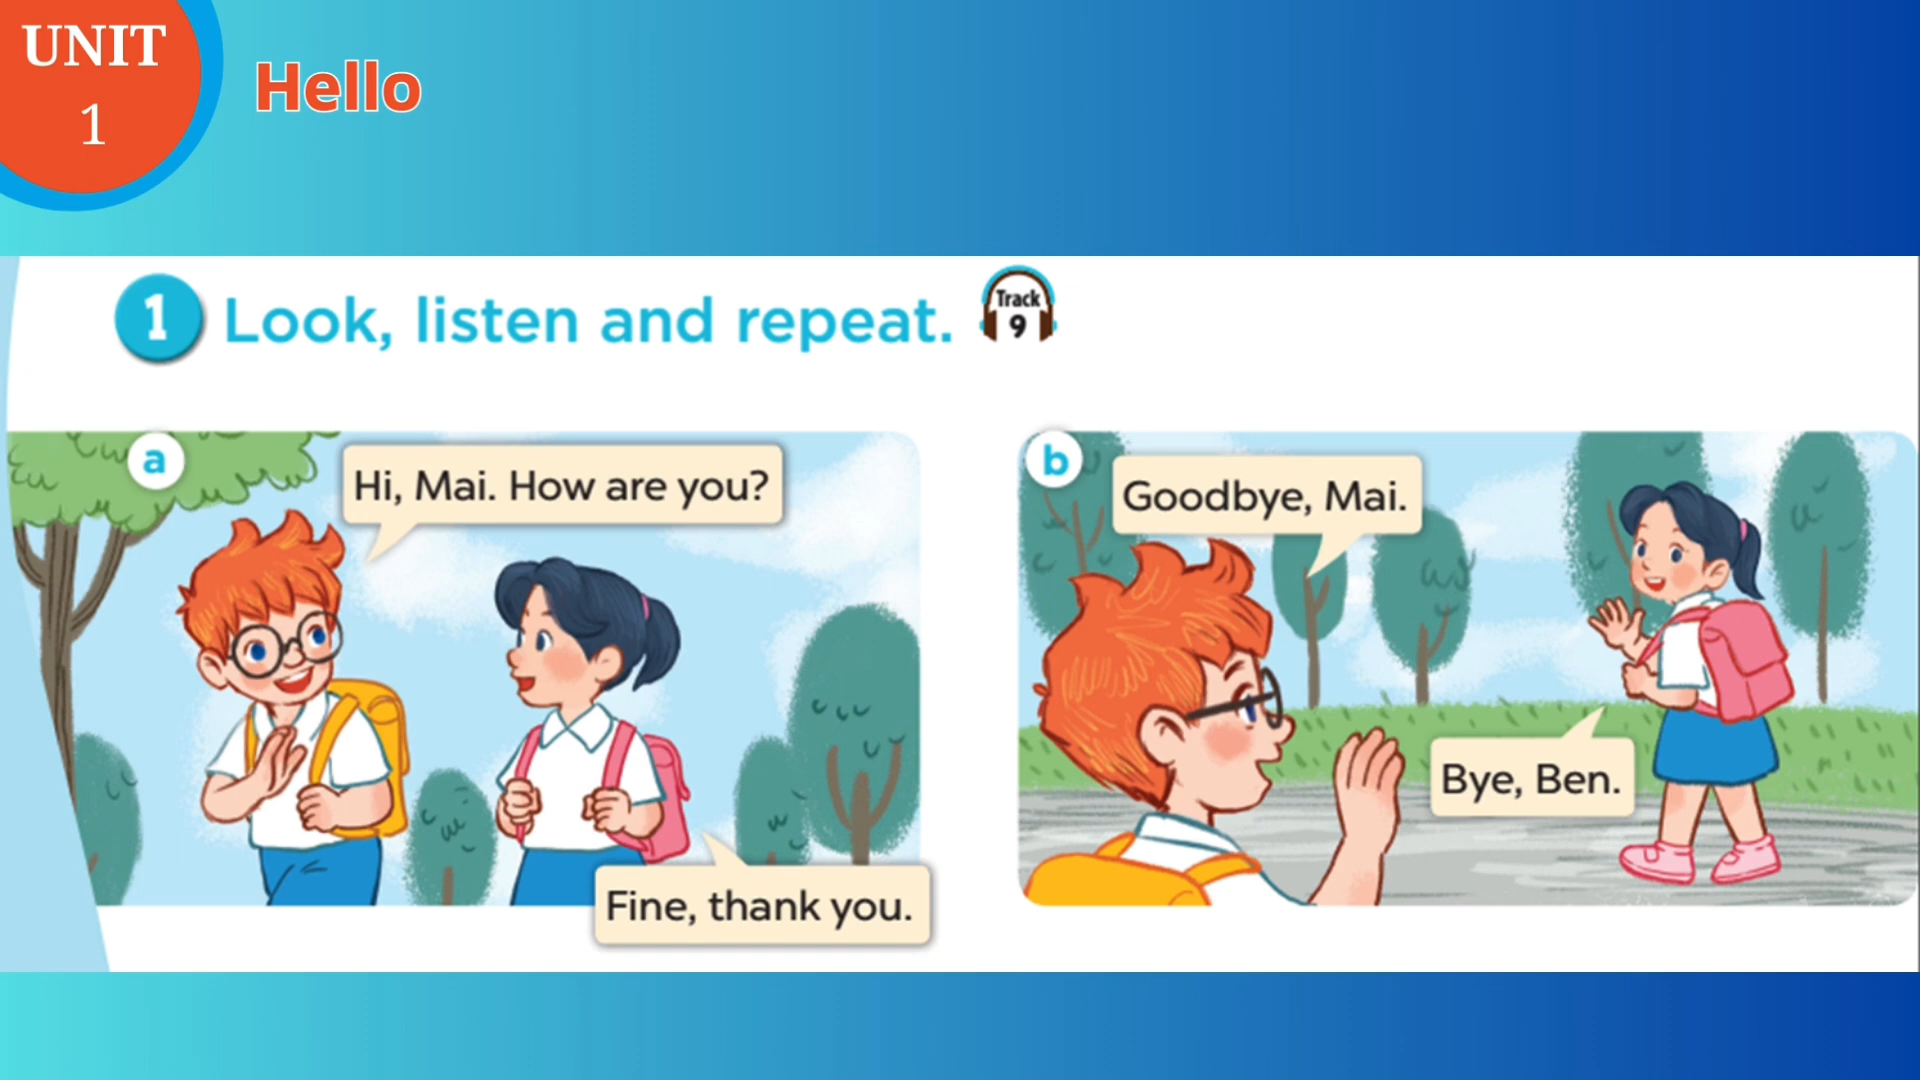 UNIT
1
Hello
1 Look, listen and repeat.
Track
9
a
Hi, Mai. How are you?
Fine, thank you.
b
Goodbye, Mai.
Bye, Ben.